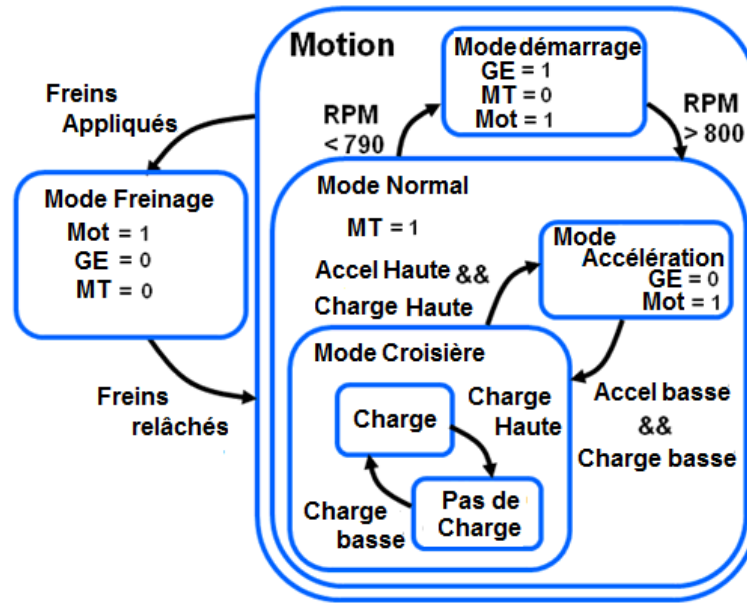 Motion
Mode démarrage
GE = 1
MT = 0
Mot = 1
Freins
Appliqués
RPM
< 790
RPM
> 800
Mode Freinage
Mot = 1
GE = 0
MT = 0
Mode Normal
MT = 1
Mode
Accélération
GE = 0
Mot = 1
Accel Haute &&
Charge Haute
Mode Croisière
Freins
relâchés
Charge
Charge
Haute
Accel basse
&&
Charge basse
Charge
basse
Pas de
Charge